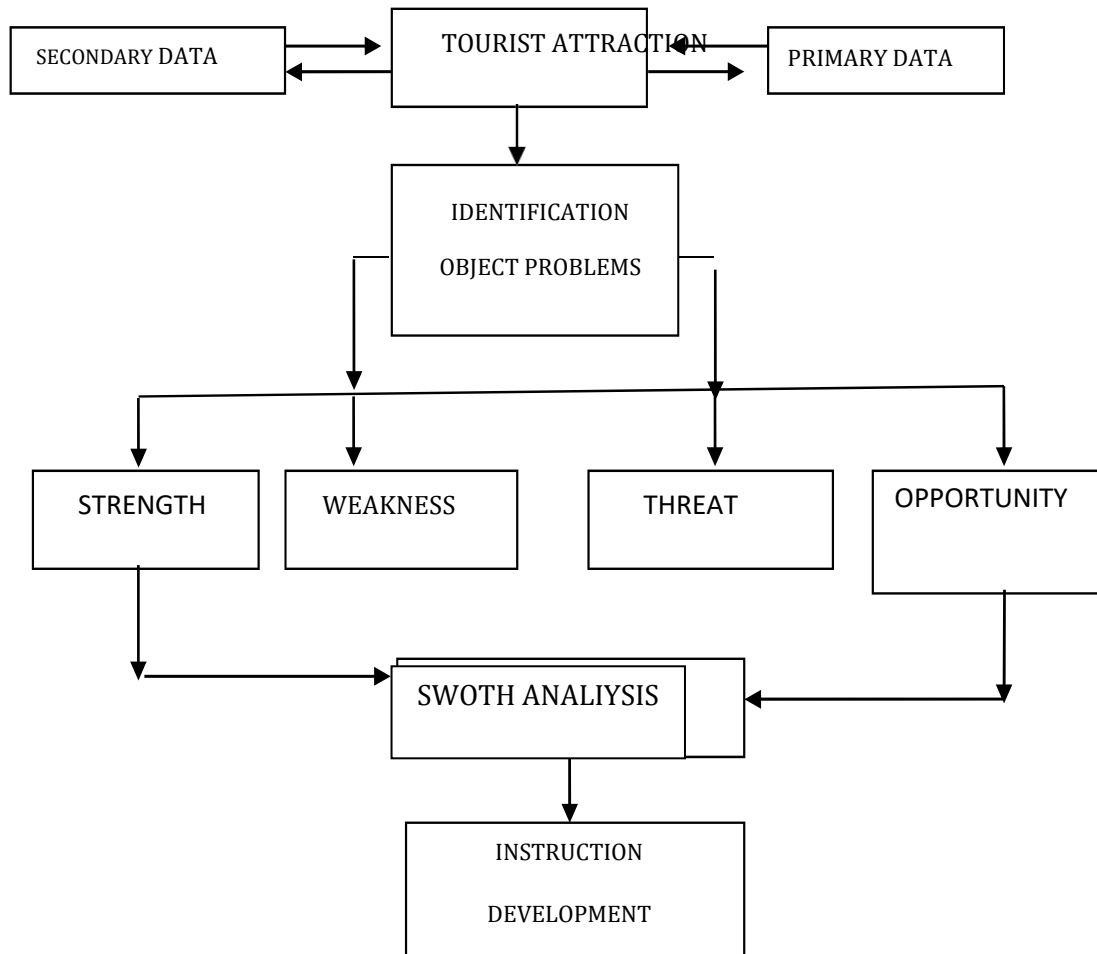 SECONDARY DATA
TOURIST ATTRACTION
PRIMARY DATA
IDENTIFICATION
OBJECT PROBLEMS
STRENGTH
WEAKNESS
THREAT
OPPORTUNITY
SWOTH ANALIYSIS
INSTRUCTION
DEVELOPMENT